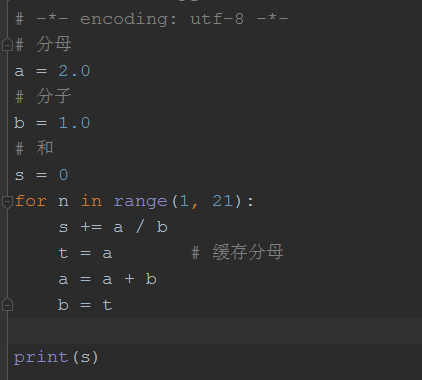 # -*- encoding: utf-8 -*-
# 分母
a = 2.0
# 分子
b = 1.0
# 和
s = 0
for n in range(1, 21):
    s += a / b
    t = a        # 缓存分母
    a = a + b
    b = t
print(s)